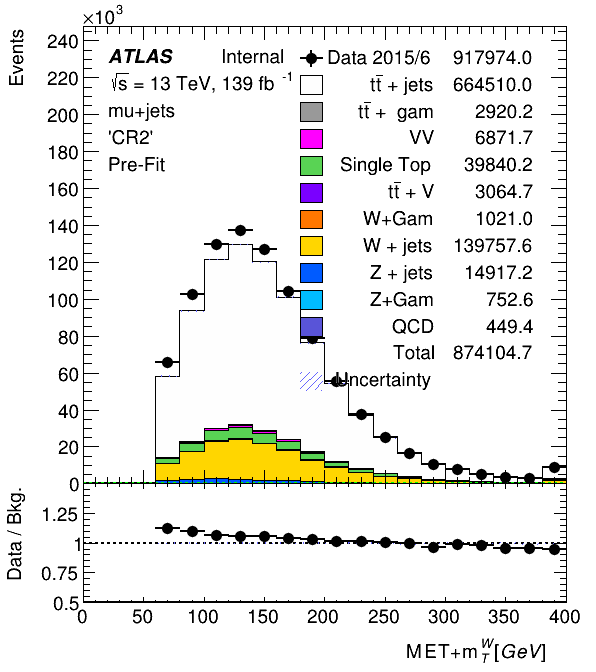 ×10³
Events
240
220
200
180
160
140
120
100
80
60
40
20
0
ATLAS Internal
√s = 13 TeV, 139 fb⁻¹
mu+jets
'CR2'
Pre-Fit
Data 2015/6 917974.0
tt̄ + jets 664510.0
tt̄ + gam 2920.2
VV 6871.7
Single Top 39840.2
tt̄ + V 3064.7
W+Gam 1021.0
W + jets 139757.6
Z + jets 14917.2
Z+Gam 752.6
QCD 449.4
Total 874104.7
Uncertainty
Data / Bkg.
1.25
1
0.75
0.5
0 50 100 150 200 250 300 350 400
MET+m_T^W[GeV]